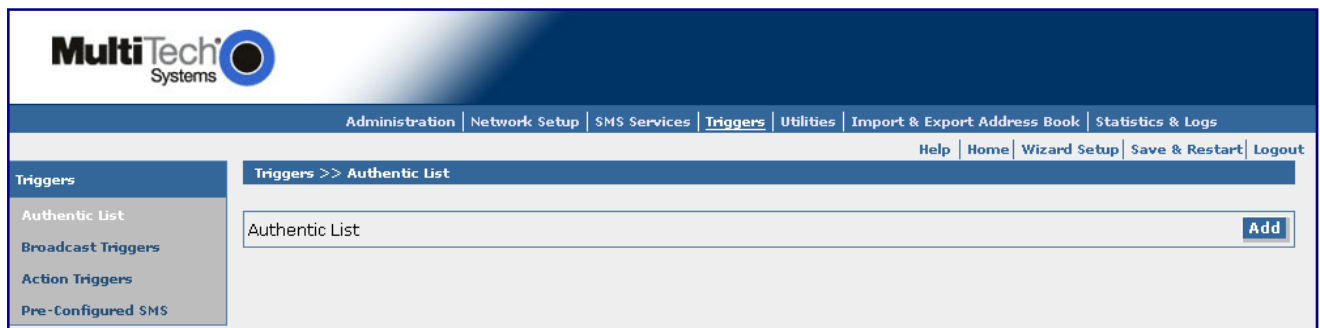 MultiTech
Systems
Administration | Network Setup | SMS Services | Triggers | Utilities | Import & Export Address Book | Statistics & Logs
Help | Home | Wizard Setup | Save & Restart | Logout
Triggers
Triggers >> Authentic List
Authentic List
Broadcast Triggers
Action Triggers
Pre-Configured SMS
Authentic List
Add